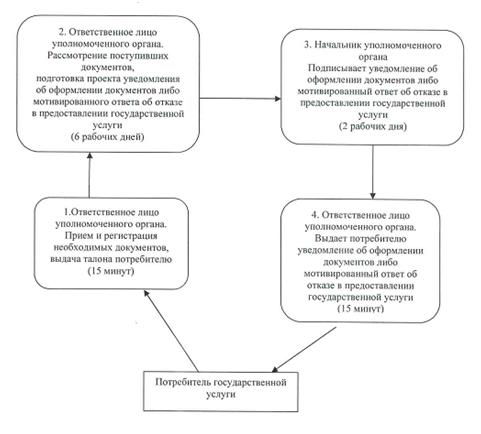 2. Ответственное лицо
уполномоченного органа.
Рассмотрение поступивших
документов,
подготовка проекта уведомления
об оформлении документов либо
мотивированного ответа об отказе
в предоставлении государственной
услуги
(6 рабочих дней)
3. Начальник уполномоченного
органа
Подписывает уведомление об
оформлении документов либо
мотивированный ответ об отказе в
предоставлении государственной
услуги
(2 рабочих дня)
1.Ответственное лицо
уполномоченного органа.
Прием и регистрация
необходимых документов,
выдача талона потребителю
(15 минут)
4. Ответственное лицо
уполномоченного органа.
Выдает потребителю
уведомление об оформлении
документов либо
мотивированный ответ об
отказе в предоставлении
государственной услуги
(15 минут)
Потребитель государственной
услуги